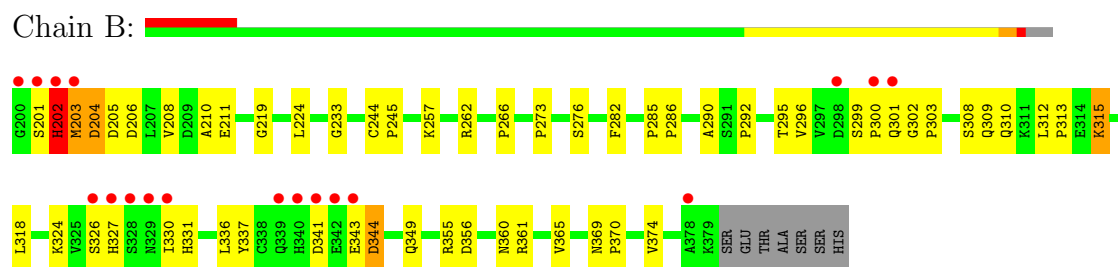 Chain B:
G200 S201 H202 M203 D204 D205 D206 L207 V208 D209 A210 E211 G219 L224 G233 C244 P245 K257 R262 P266 P273 S276 F282 P285 P286 A290 S291 P292 T295 V296 V297 D298 S299 P300 Q301 G302 P303 S308 Q309 Q310 K311 L312 P313 E314 K315
L318 K324 V325 S326 H327 S328 N329 I330 H331 L336 Y337 C338 Q339 H340 D341 E342 E343 D344 Q349 R355 D356 N360 R361 V365 N369 P370 V374 A378 K379 SER GLU THR ALA SER SER HIS